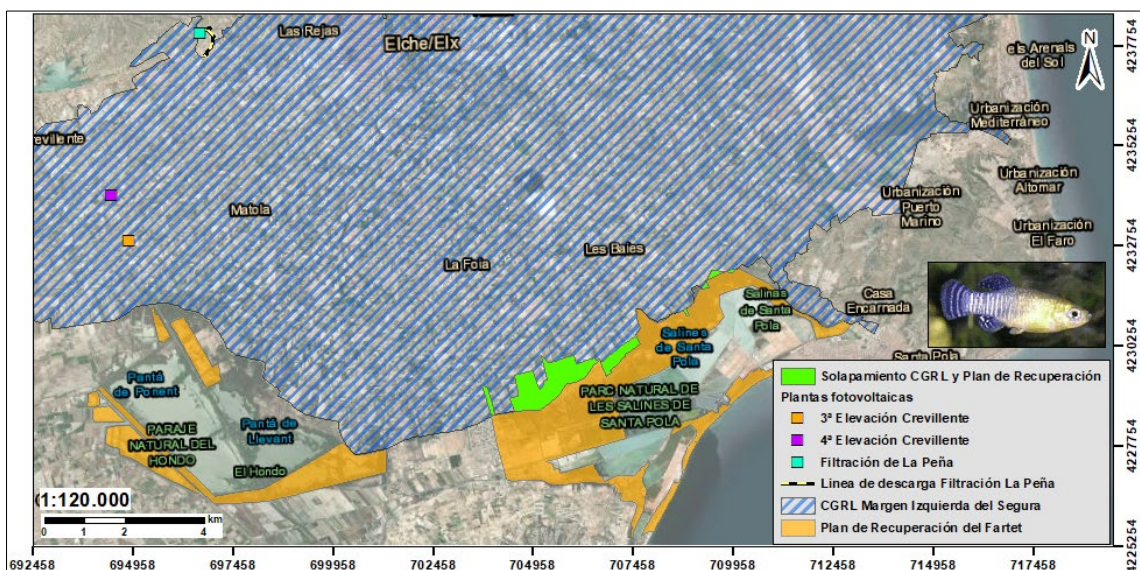 Las Rejas
Elche/Elx
els Arenals
del Sol
N
Urbanización
Mediterráneo
revillente
Urbanización
Altomar
Urbanización
Puerto
Marino
Urbanización
El Faro
Matola
La Foia
Les Baies
Casa
Encarnada
Salinas
de Santa
Pola
Salines
de Santa
Pola
Santa Pola
Pantá
de Ponent
PARC NATURAL DE
LES SALINES DE
SANTA POLA
PARAJE
NATURAL DEL
HONDO
Pantá de
Llevant
El Hondo
Solapamiento CGRL y Plan de Recuperación
Plantas fotovoltaicas
3ª Elevación Crevillente
4ª Elevación Crevillente
Filtración de La Peña
Linea de descarga Filtración La Peña
CGRL Margen Izquierda del Segura
Plan de Recuperación del Fartet
1:120.000
km
0 1 2 4
692458 694958 697458 699958 702458 704958 707458 709958 712458 714958 717458
4237754
4235254
4232754
4230254
4227754
4225254